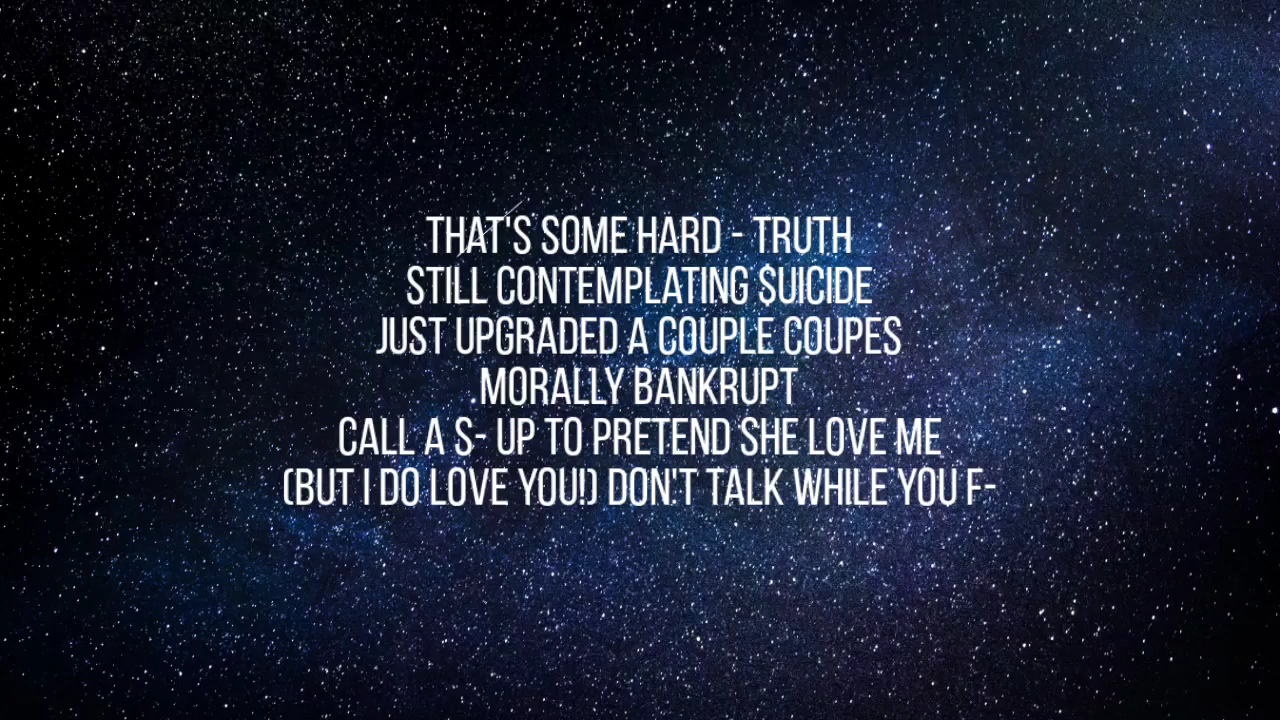 THAT'S SOME HARD - TRUTH
STILL CONTEMPLATING $UICIDE
JUST UPGRADED A COUPLE COUPES
MORALLY BANKRUPT
CALL A S- UP TO PRETEND SHE LOVE ME
(BUT I DO LOVE YOU!) DON'T TALK WHILE YOU F-